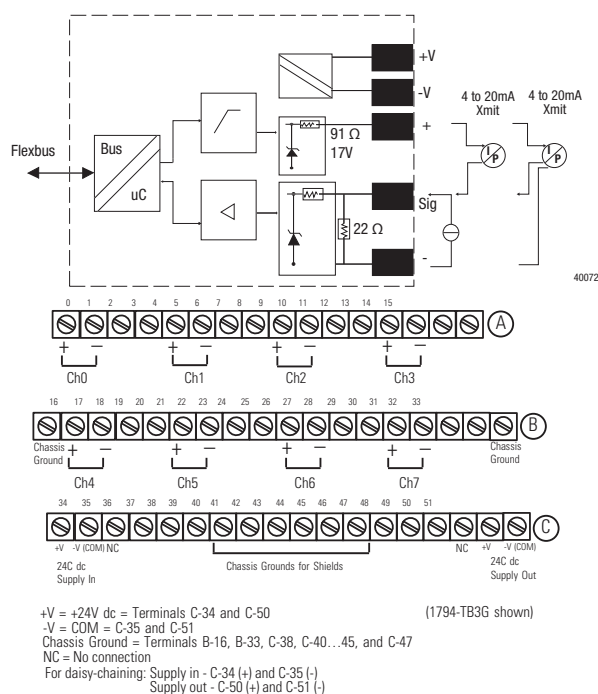 +V
-V
4 to 20mA Xmit
4 to 20mA Xmit
+
91 Ω
17V
Flexbus
Bus
uC
I/P
I/P
Sig
22 Ω
-
40072
0 1 2 3 4 5 6 7 8 9 10 11 12 13 14 15
A
+ – + – + – + –
Ch0 Ch1 Ch2 Ch3
16 17 18 19 20 21 22 23 24 25 26 27 28 29 30 31 32 33
B
Chassis Ground + – + – + – + – Chassis Ground
Ch4 Ch5 Ch6 Ch7
34 35 36 37 38 39 40 41 42 43 44 45 46 47 48 49 50 51
C
+V -V (COM) NC NC +V -V (COM)
24C dc Supply In
Chassis Grounds for Shields
24C dc Supply Out
+V = +24V dc = Terminals C-34 and C-50
(1794-TB3G shown)
-V = COM = C-35 and C-51
Chassis Ground = Terminals B-16, B-33, C-38, C-40…45, and C-47
NC = No connection
For daisy-chaining: Supply in - C-34 (+) and C-35 (-)
Supply out - C-50 (+) and C-51 (-)